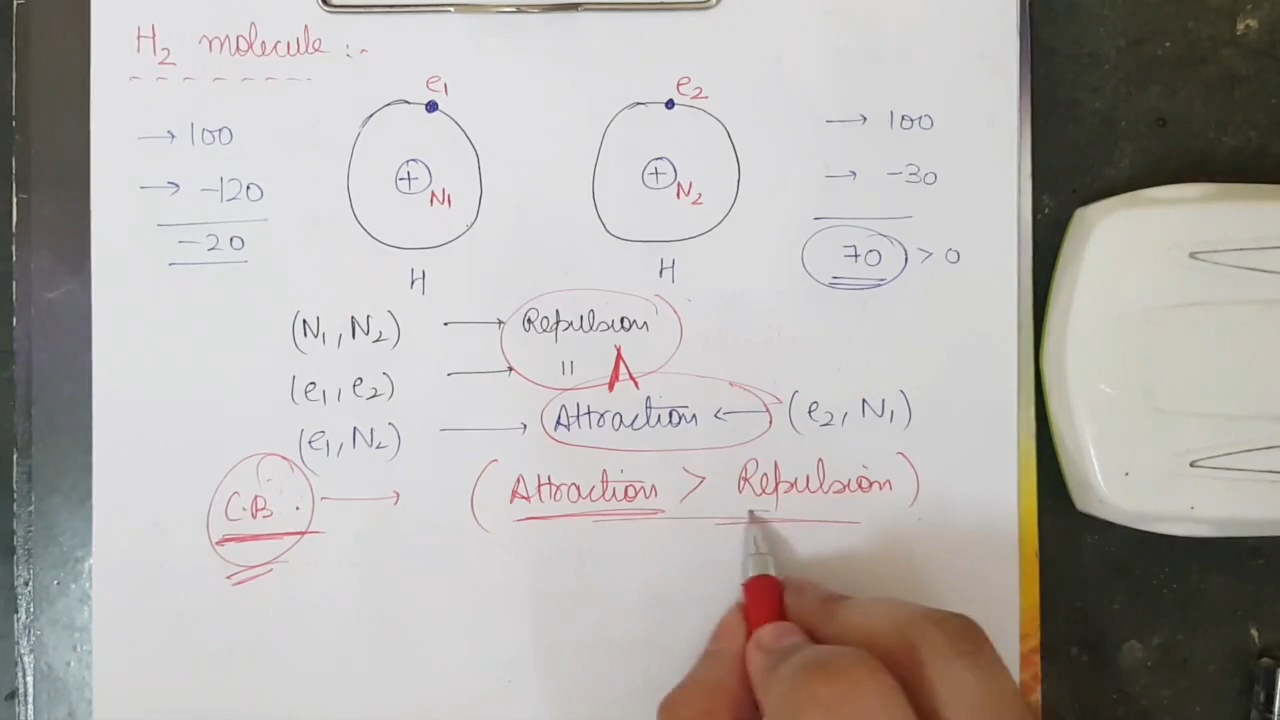 H₂ molecule :-
e₁ e₂
→ 100 → 100
→ -120 + N₁ + N₂ → -30
-20 70 > 0
H H
(N₁, N₂) → Repulsion
(e₁, e₂) → ||
(e₁, N₂) → Attraction ← (e₂, N₁)
C.B. → (Attraction > Repulsion)